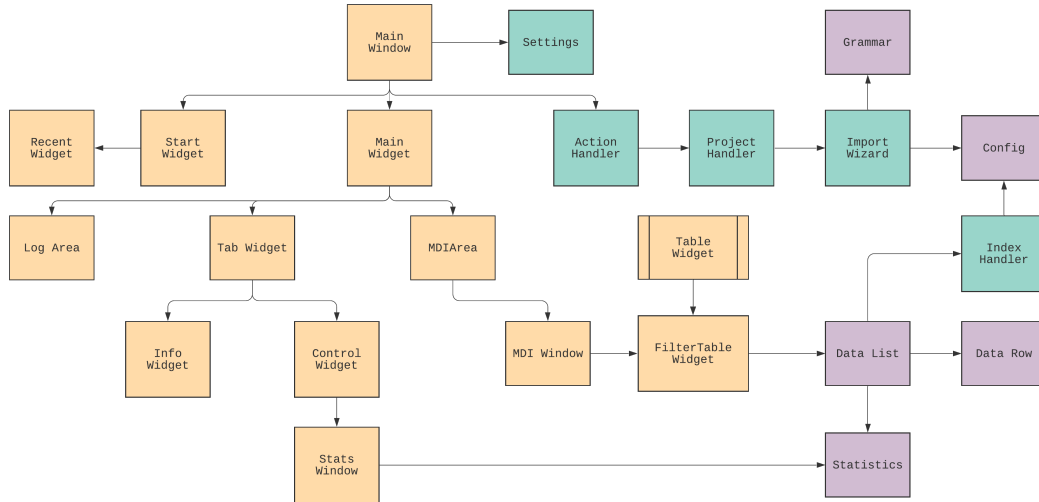 Main
Window
Settings
Grammar
Recent
Widget
Start
Widget
Main
Widget
Action
Handler
Project
Handler
Import
Wizard
Config
Log Area
Tab Widget
MDIArea
Table
Widget
Index
Handler
Info
Widget
Control
Widget
MDI Window
FilterTable
Widget
Data List
Data Row
Stats
Window
Statistics